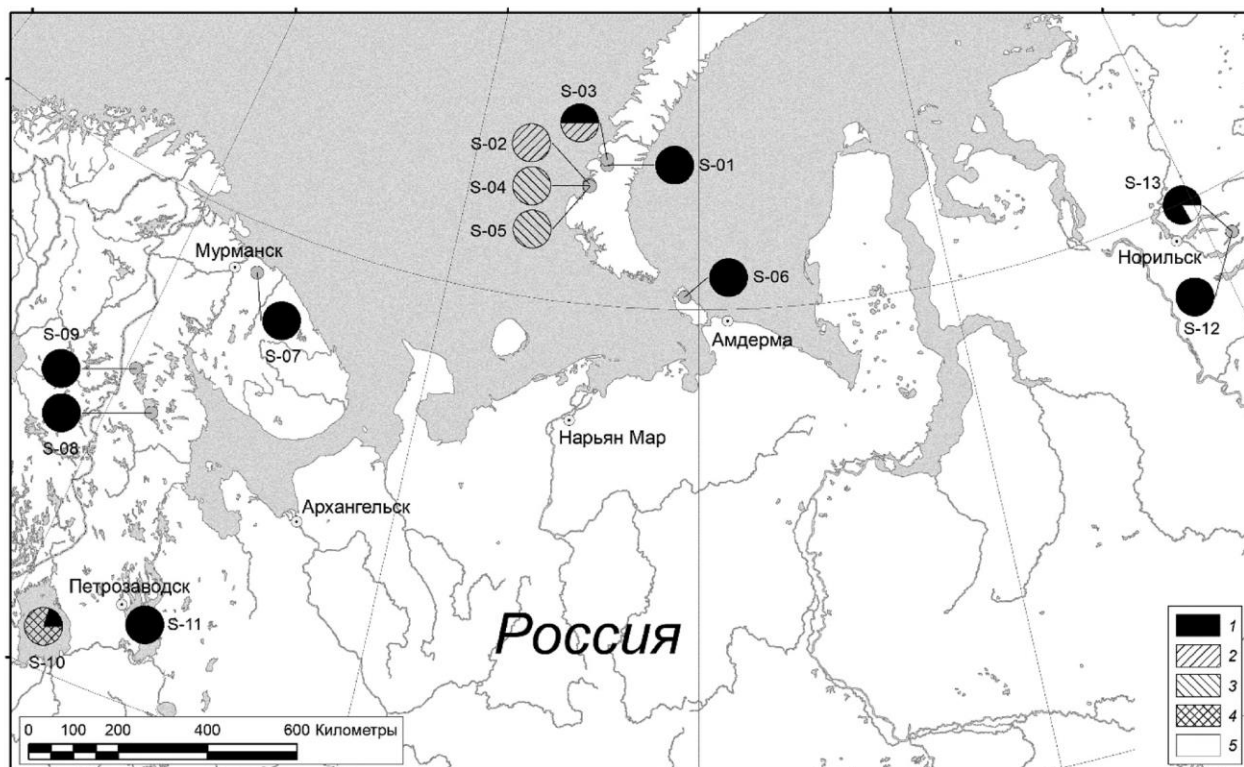 S-03
S-02
S-01
S-04
S-13
S-05
Мурманск
Норильск
S-06
S-09
Амдерма
S-12
S-07
S-08
Нарьян Мар
Архангельск
Петрозаводск
S-11
Россия
S-10
1
2
3
4
5
0 100 200 400 600 Километры